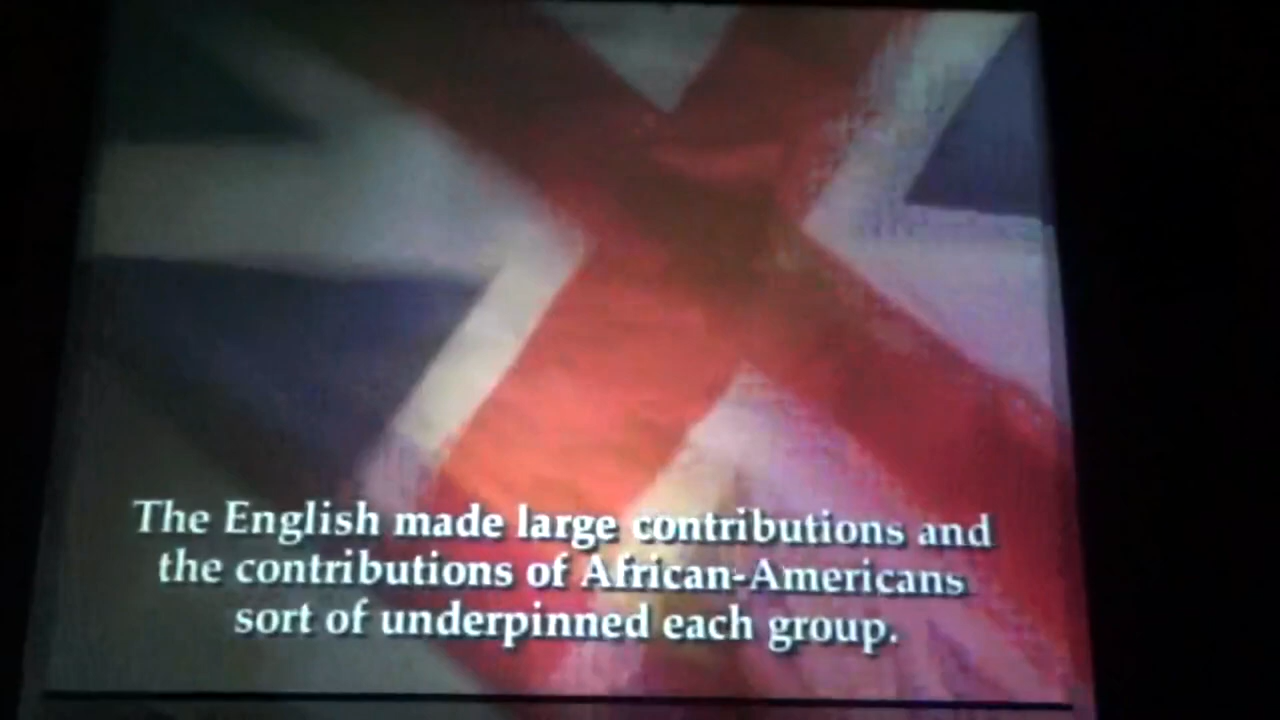 The English made large contributions and
the contributions of African-Americans
sort of underpinned each group.